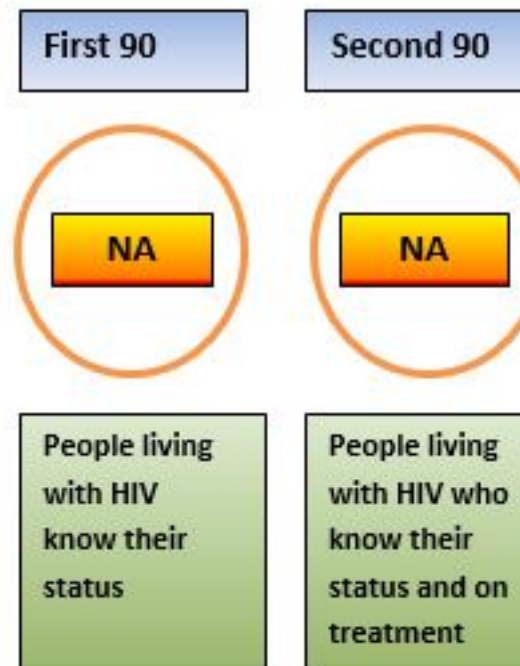 First 90
NA
People living
with HIV
know their
status
Second 90
NA
People living
with HIV who
know their
status and on
treatment